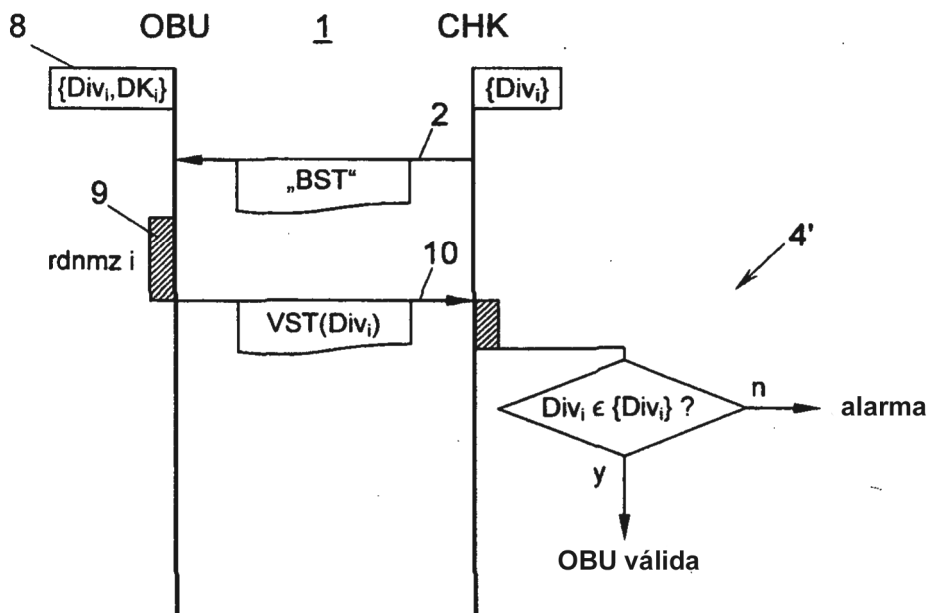 8 OBU 1 CHK
{Divᵢ,DKᵢ} {Divᵢ}
2
„BST“
9
rdnmz i
10
4'
VST(Divᵢ)
Divᵢ ϵ {Divᵢ} ?
n
alarma
y
OBU válida